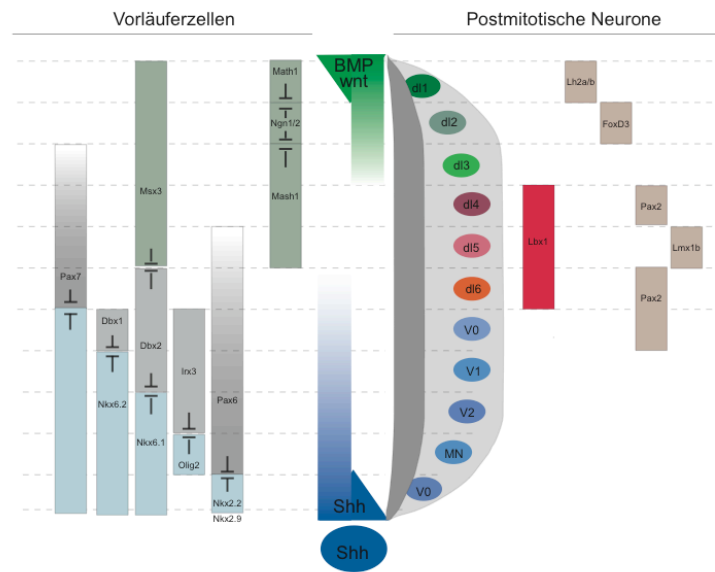 Vorläuferzellen
Postmitotische Neurone
Math1
BMP
wnt
dI1
Lh2a/b
Ngn1/2
dI2
FoxD3
dI3
Msx3
Mash1
dI4
Pax2
Lbx1
dI5
Lmx1b
Pax7
dI6
Pax2
Dbx1
V0
Dbx2
Irx3
V1
Nkx6.2
Pax6
V2
Nkx6.1
MN
Olig2
V0
Nkx2.2
Shh
Nkx2.9
Shh